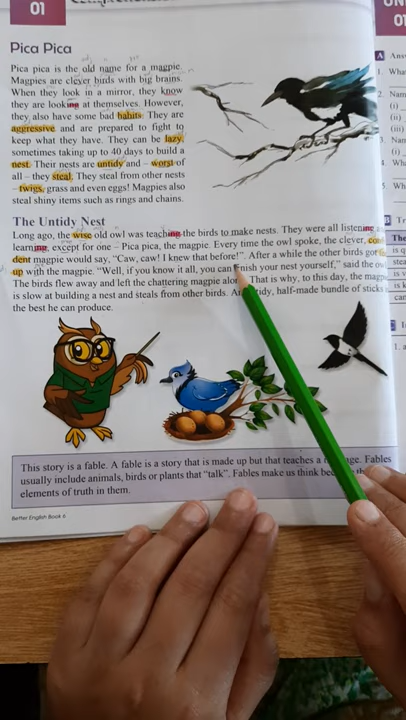 01
Pica Pica
Pica pica is the old name for a magpie.
Magpies are clever birds with big brains.
When they look in a mirror, they know
they are looking at themselves. However,
they also have some bad habits. They are
aggressive and are prepared to fight to
keep what they have. They can be lazy,
sometimes taking up to 40 days to build a
nest. Their nests are untidy and – worst of
all – they steal. They steal from other nests
– twigs, grass and even eggs! Magpies also
steal shiny items such as rings and chains.
The Untidy Nest
Long ago, the wise old owl was teaching the birds to make nests. They were all listening
learning, except for one – Pica pica, the magpie. Every time the owl spoke, the clever,
dent magpie would say, “Caw, caw! I knew that before!”. After a while the other birds got
up with the magpie. “Well, if you know it all, you can finish your nest yourself,” said the
The birds flew away and left the chattering magpie That is why, to this day, the
is slow at building a nest and steals from other birds. half-made bundle of sticks
the best he can produce.
This story is a fable. A fable is a story that is made up but that teaches a Fables
usually include animals, birds or plants that “talk”. Fables make us think
elements of truth in them.
Better English Book 6
UN
01
A
1.
2.
(i)
(ii)
3.
(i)
4.
5.
B
The
1.